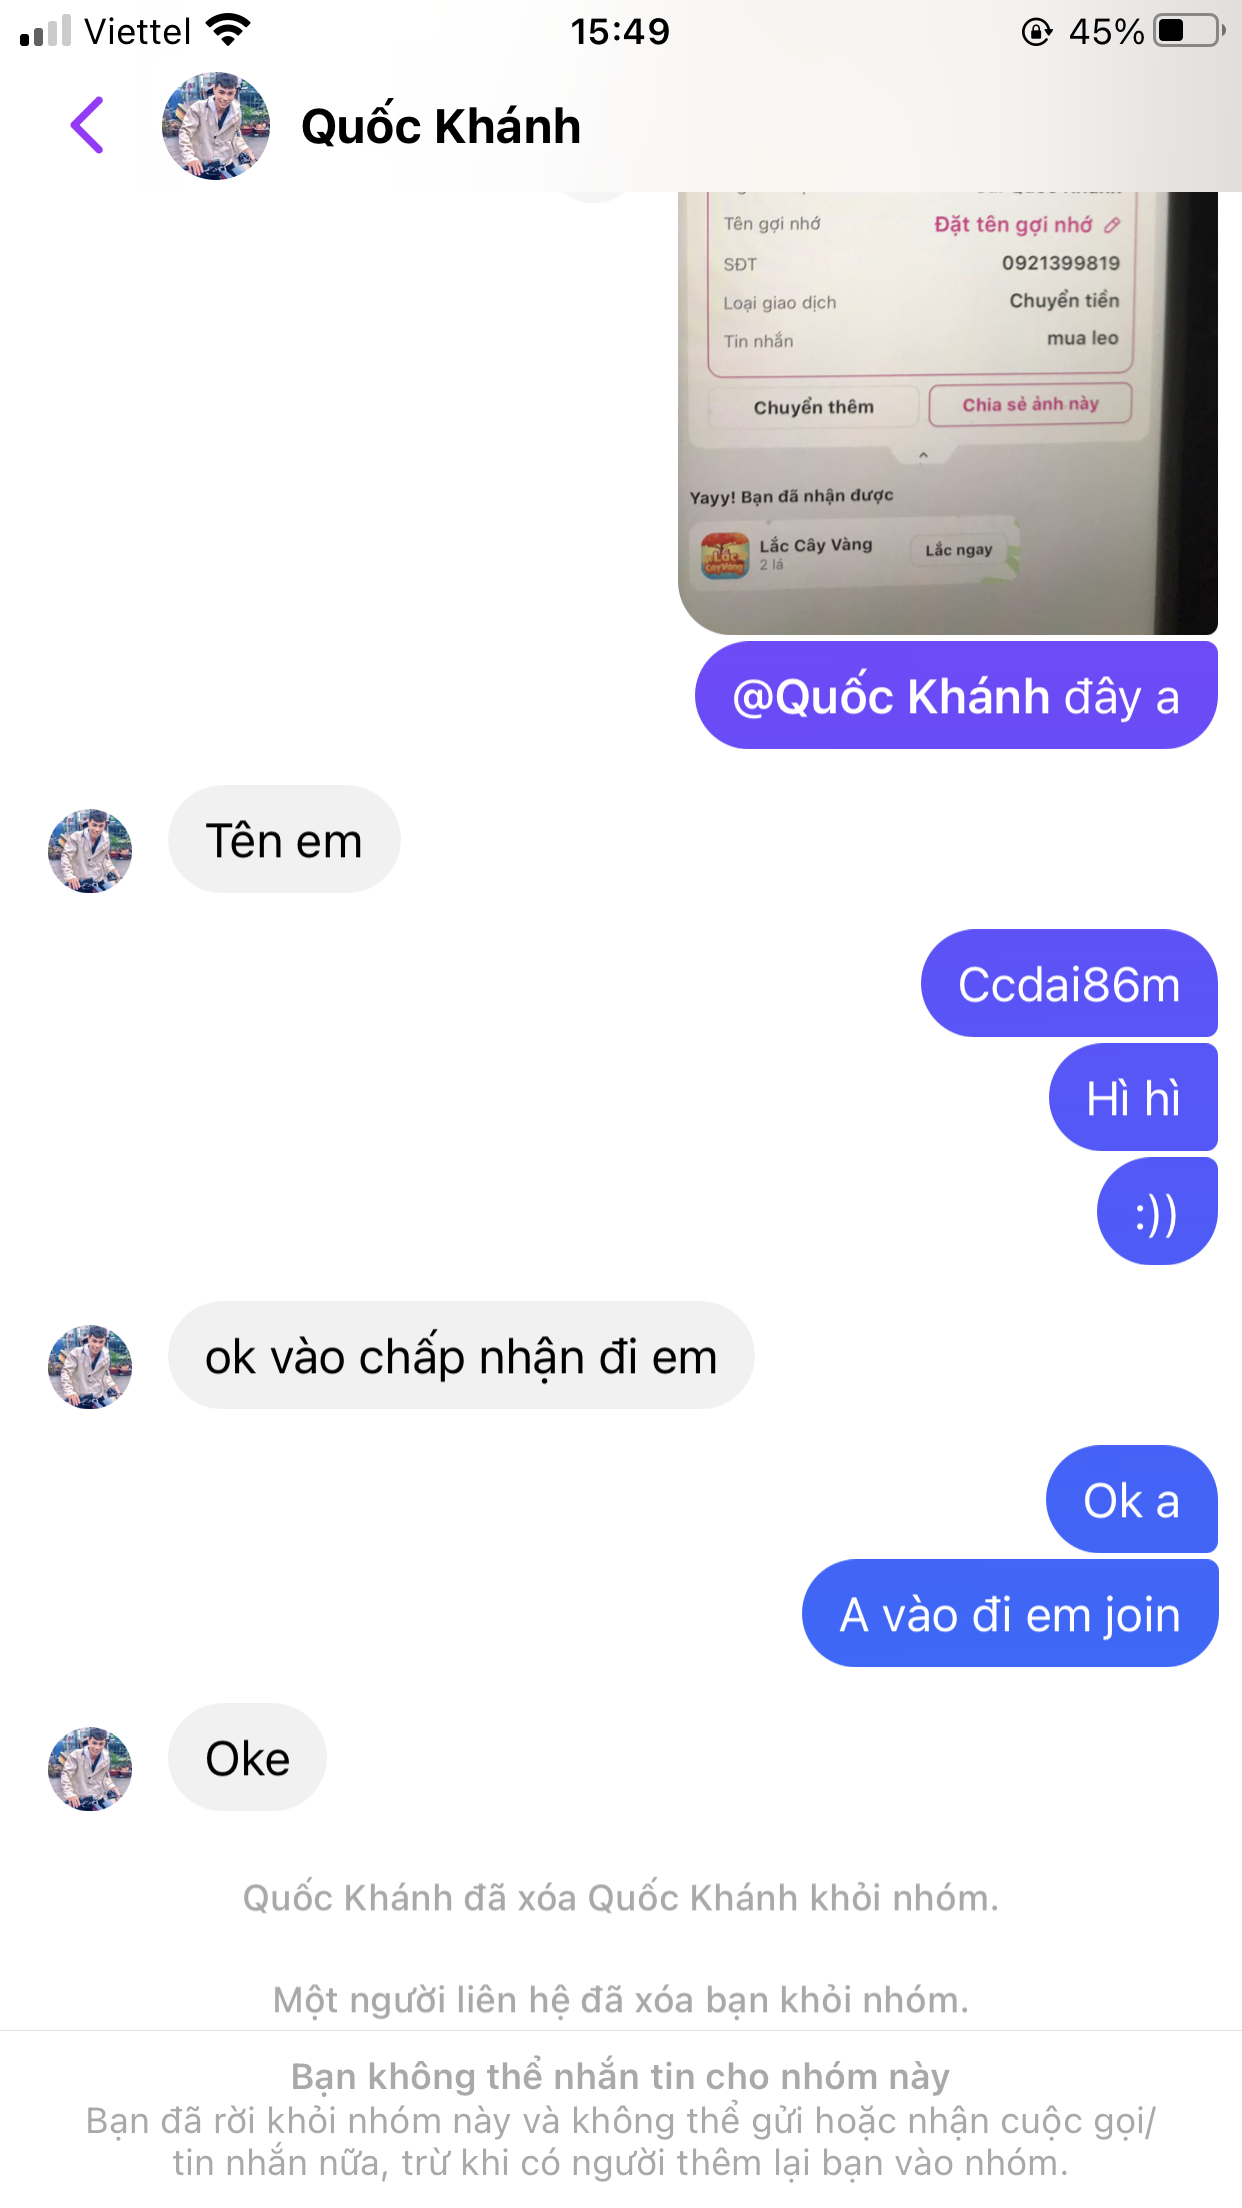 Viettel
15:49
45%
Quốc Khánh
Tên gợi nhớ
Đặt tên gợi nhớ
SĐT
0921399819
Loại giao dịch
Chuyển tiền
Tin nhắn
mua leo
Chuyển thêm
Chia sẻ ảnh này
Yayy! Bạn đã nhận được
Lắc Cây Vàng
2 lá
Lắc ngay
@Quốc Khánh đây a
Tên em
Ccdai86m
Hì hì
:))
ok vào chấp nhận đi em
Ok a
A vào đi em join
Oke
Quốc Khánh đã xóa Quốc Khánh khỏi nhóm.
Một người liên hệ đã xóa bạn khỏi nhóm.
Bạn không thể nhắn tin cho nhóm này
Bạn đã rời khỏi nhóm này và không thể gửi hoặc nhận cuộc gọi/
tin nhắn nữa, trừ khi có người thêm lại bạn vào nhóm.